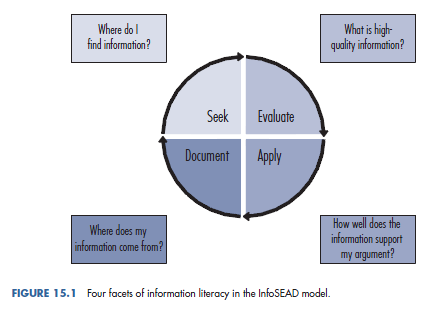 Where do I
find information?
What is high-
quality information?
Seek
Evaluate
Document
Apply
Where does my
information come from?
How well does the
information support
my argument?
FIGURE 15.1 Four facets of information literacy in the InfoSEAD model.